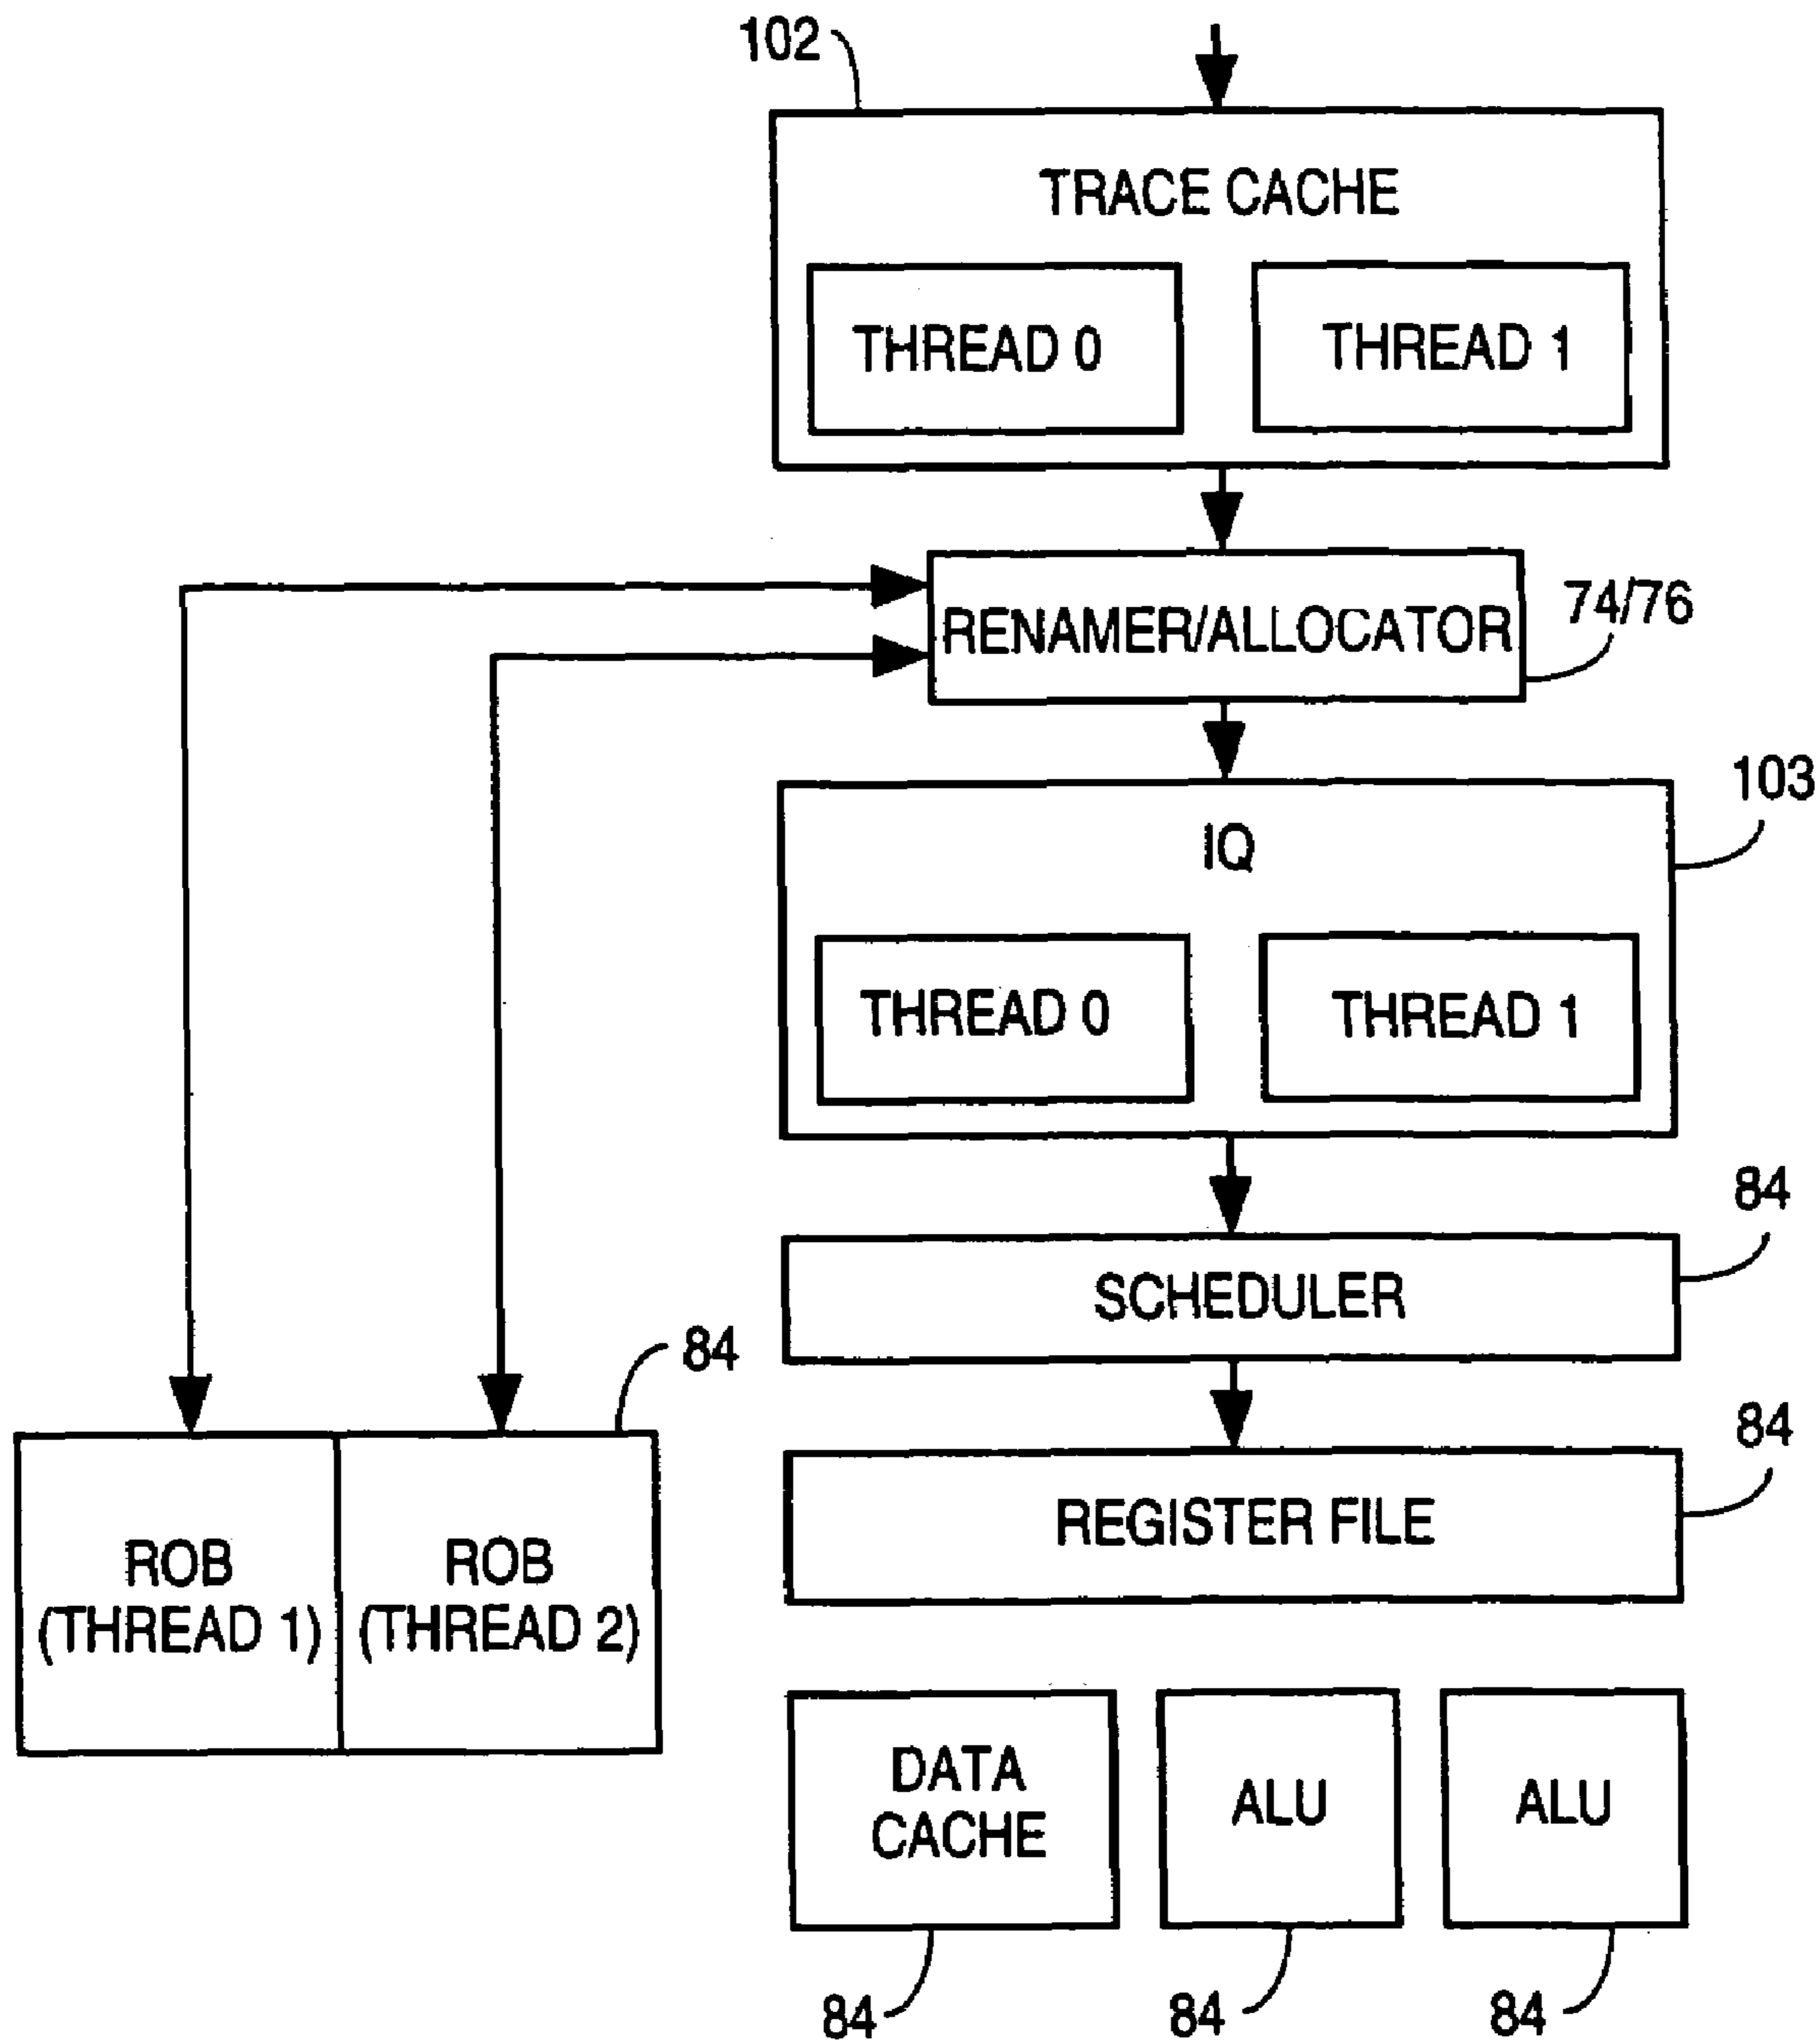 102
TRACE CACHE
THREAD 0
THREAD 1
RENAMER/ALLOCATOR
74/76
103
IQ
THREAD 0
THREAD 1
84
SCHEDULER
84
84
REGISTER FILE
ROB
(THREAD 1)
ROB
(THREAD 2)
DATA
CACHE
ALU
ALU
84
84
84